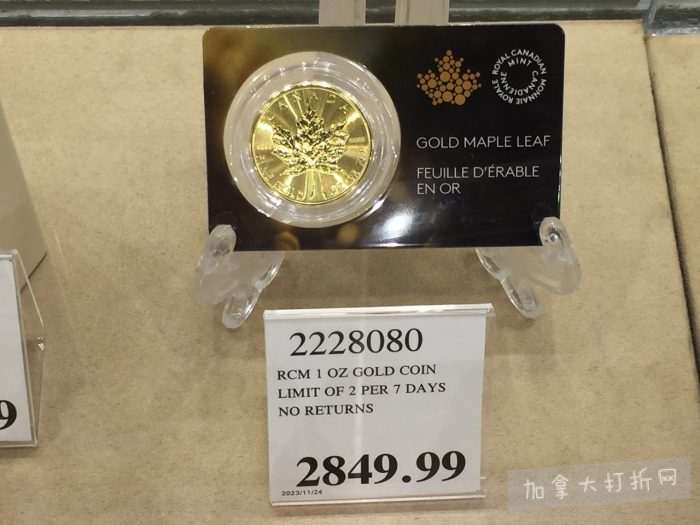 CANADA
ROYAL CANADIAN MINT
MONNAIE ROYALE CANADIENNE
GOLD MAPLE LEAF
FEUILLE D'ÉRABLE
EN OR
2228080
RCM 1 OZ GOLD COIN
LIMIT OF 2 PER 7 DAYS
NO RETURNS
2849.99
2023/11/24
9
加拿大打折网